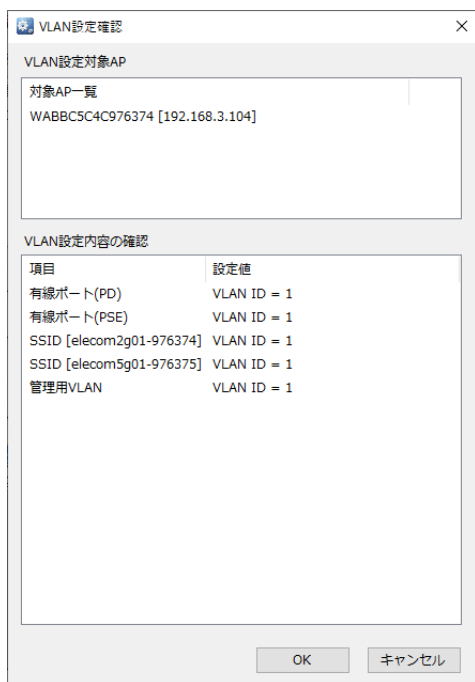 VLAN設定確認
VLAN設定対象AP
対象AP一覧
WABBC5C4C976374 [192.168.3.104]
VLAN設定内容の確認
項目 設定値
有線ポート(PD) VLAN ID = 1
有線ポート(PSE) VLAN ID = 1
SSID [elecom2g01-976374] VLAN ID = 1
SSID [elecom5g01-976375] VLAN ID = 1
管理用VLAN VLAN ID = 1
OK キャンセル